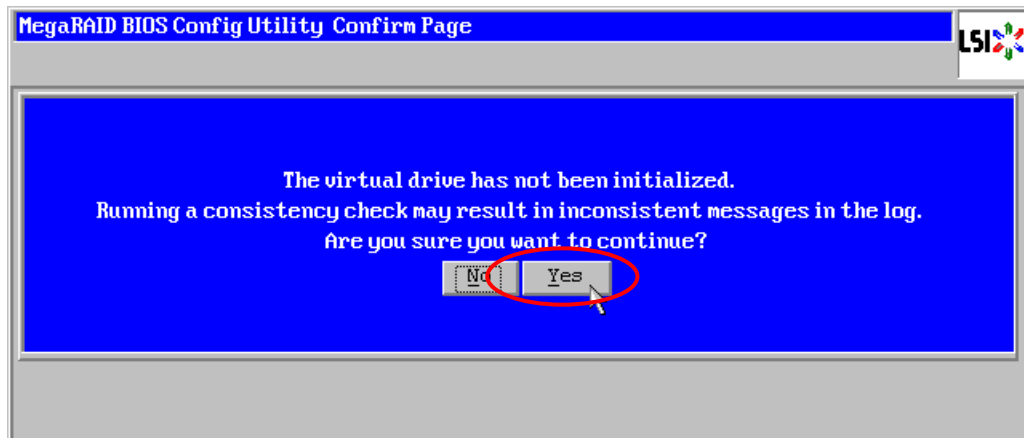 MegaRAID BIOS Config Utility Confirm Page
LSI
The virtual drive has not been initialized.
Running a consistency check may result in inconsistent messages in the log.
Are you sure you want to continue?
No Yes